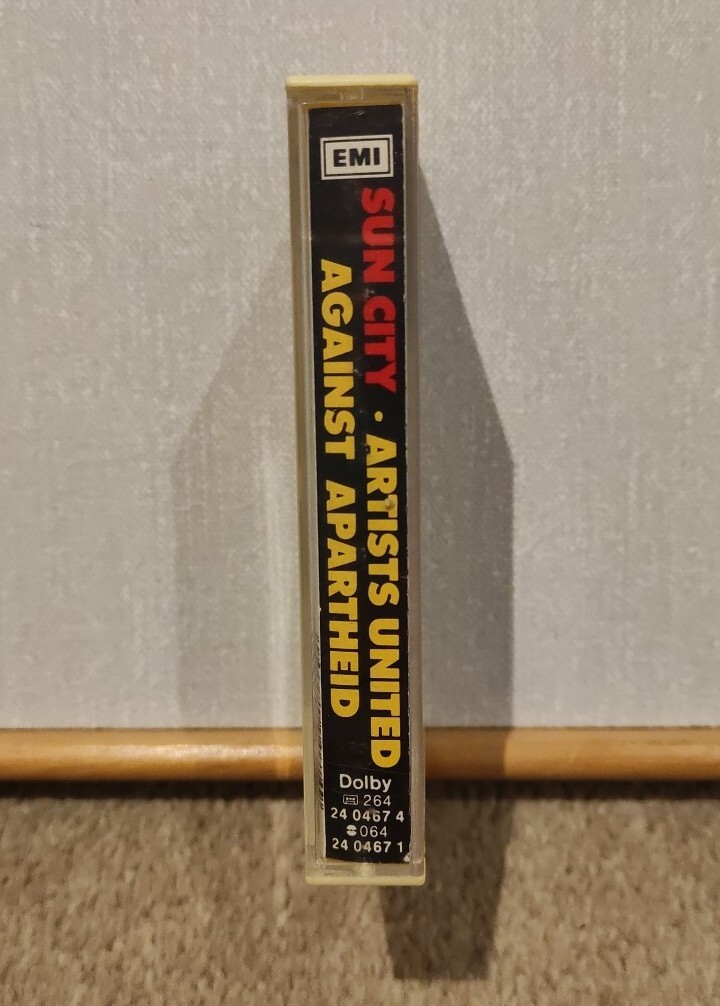 EMI
SUN CITY · ARTISTS UNITED
AGAINST APARTHEID
Dolby
264
24 0467 4
064
24 0467 1